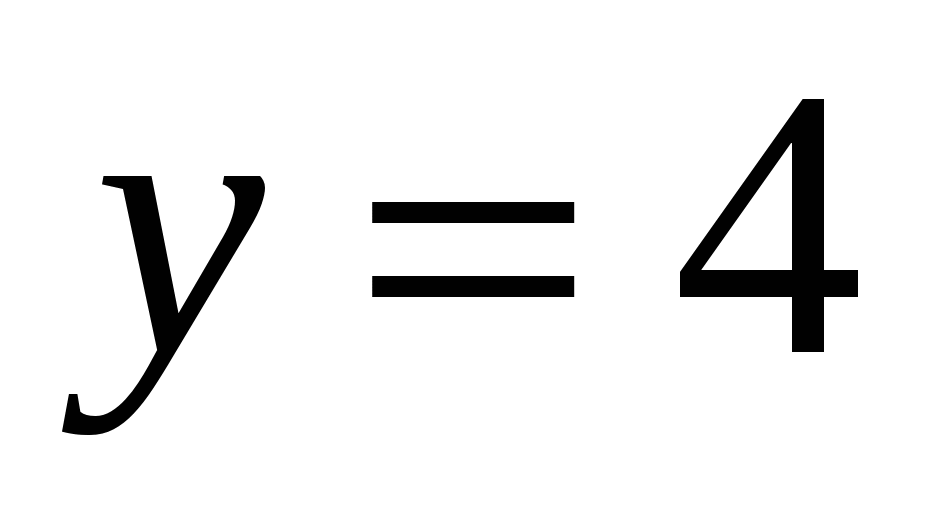 y = 4